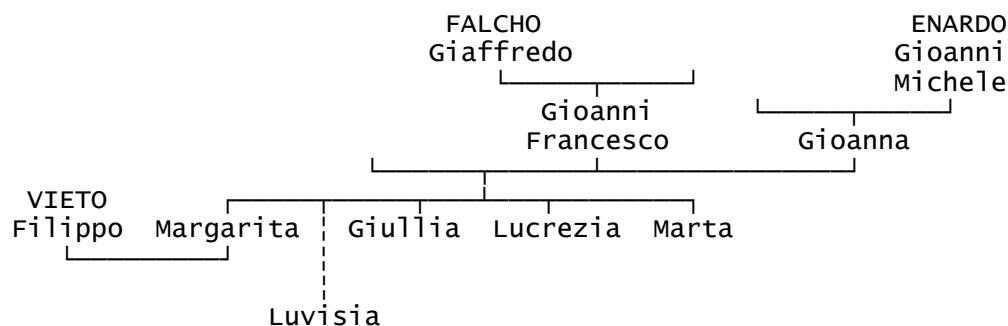 FALCHO ENARDO
Giaffredo Gioanni
Michele
Gioanni
Francesco Gioanna
VIETO
Filippo Margarita Giullia Lucrezia Marta
Luvisia